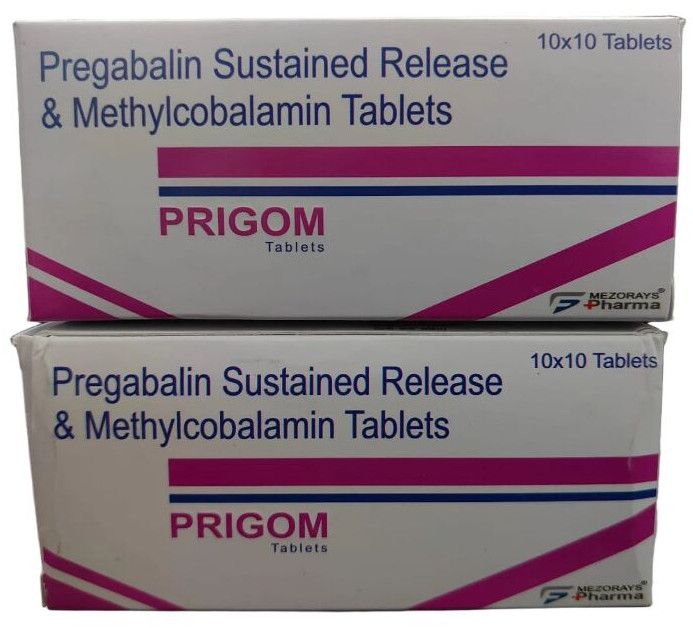 10x10 Tablets
Pregabalin Sustained Release
& Methylcobalamin Tablets
PRIGOM
Tablets
MEZORAYS®
Pharma
10x10 Tablets
Pregabalin Sustained Release
& Methylcobalamin Tablets
PRIGOM
Tablets
MEZORAYS®
Pharma